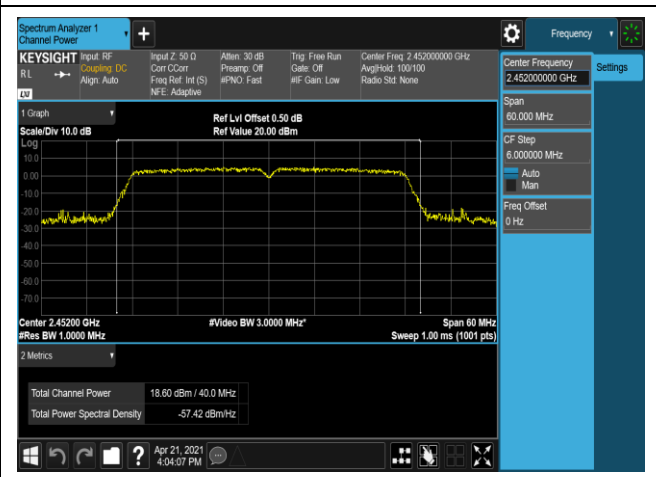 Spectrum Analyzer 1
Channel Power
+
Frequency
KEYSIGHT
RL
LXI
Input: RF
Coupling: DC
Align: Auto
Input Z: 50 Ω
Corr CCorr
Freq Ref: Int (S)
NFE: Adaptive
Atten: 30 dB
Preamp: Off
#PNO: Fast
Trig: Free Run
Gate: Off
#IF Gain: Low
Center Freq: 2.452000000 GHz
Avg|Hold: 100/100
Radio Std: None
Center Frequency
2.452000000 GHz
Settings
Span
60.000 MHz
CF Step
6.000000 MHz
Auto
Man
Freq Offset
0 Hz
1 Graph
Scale/Div 10.0 dB
Ref Lvl Offset 0.50 dB
Ref Value 20.00 dBm
Log
10.0
0.00
-10.0
-20.0
-30.0
-40.0
-50.0
-60.0
-70.0
Center 2.45200 GHz
#Res BW 1.0000 MHz
#Video BW 3.0000 MHz*
Span 60 MHz
Sweep 1.00 ms (1001 pts)
2 Metrics
Total Channel Power 18.60 dBm / 40.0 MHz
Total Power Spectral Density -57.42 dBm/Hz
?
Apr 21, 2021
4:04:07 PM